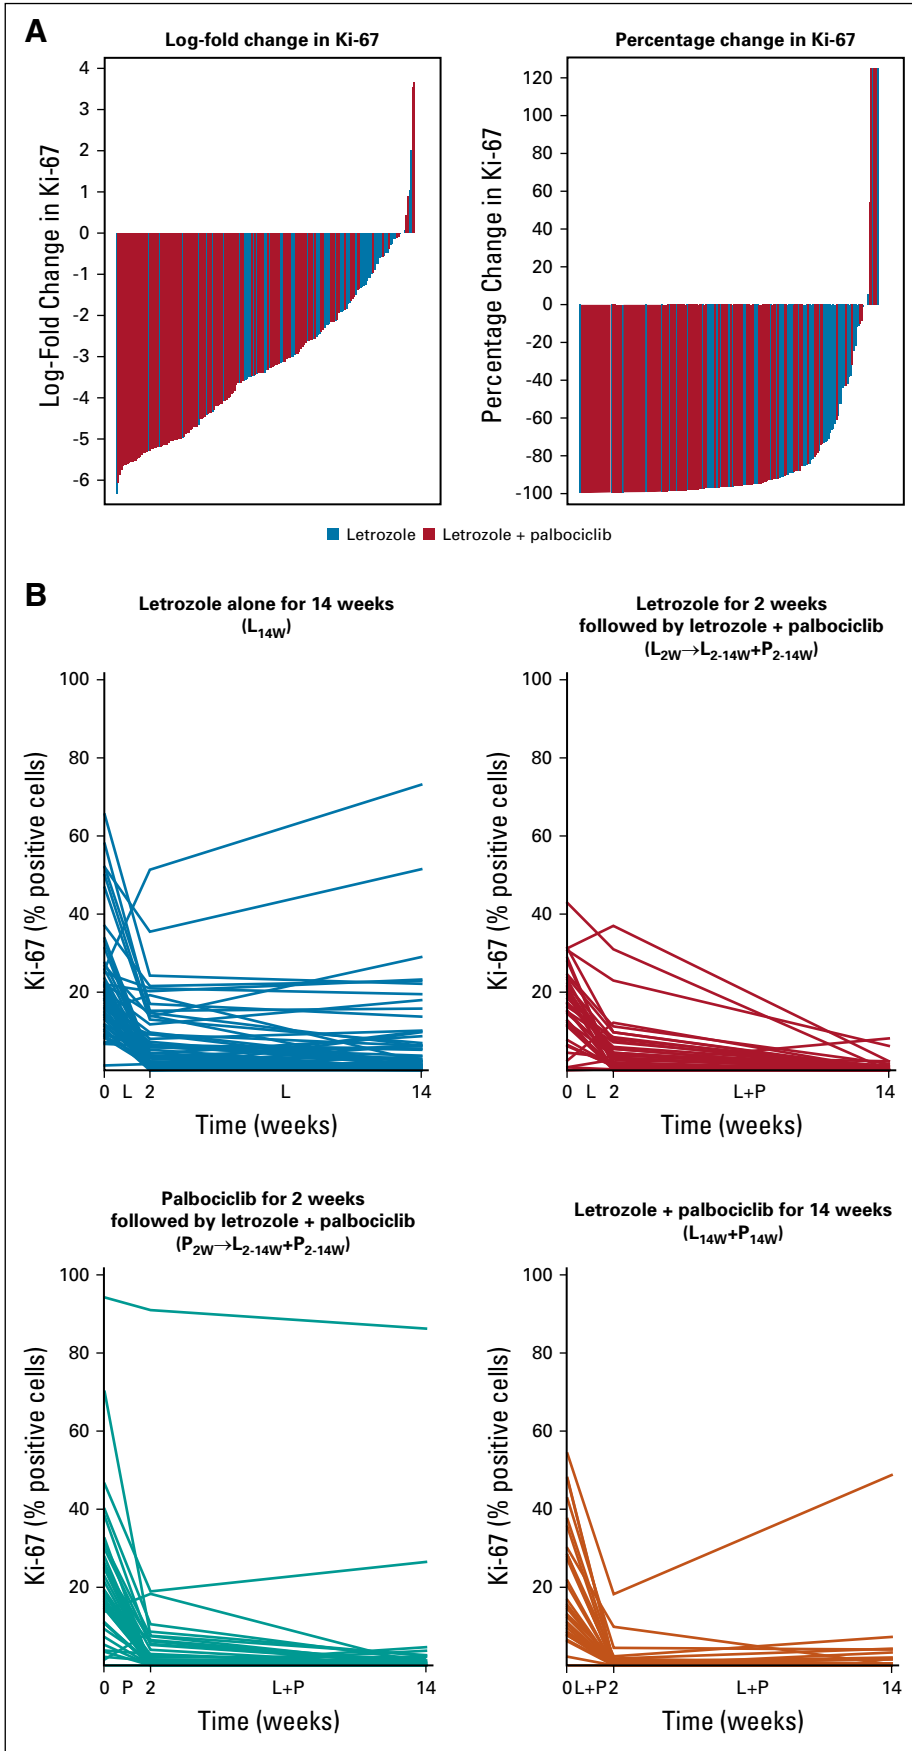 A
Log-fold change in Ki-67
Log-Fold Change in Ki-67
4
3
2
1
0
-1
-2
-3
-4
-5
-6
Percentage change in Ki-67
Percentage Change in Ki-67
120
100
80
60
40
20
0
-20
-40
-60
-80
-100
Letrozole Letrozole + palbociclib
B
Letrozole alone for 14 weeks
(L14W)
Ki-67 (% positive cells)
100
80
60
40
20
0 L 2 L 14
Time (weeks)
Letrozole for 2 weeks
followed by letrozole + palbociclib
(L2W→L2-14W+P2-14W)
Ki-67 (% positive cells)
100
80
60
40
20
0 L 2 L+P 14
Time (weeks)
Palbociclib for 2 weeks
followed by letrozole + palbociclib
(P2W→L2-14W+P2-14W)
Ki-67 (% positive cells)
100
80
60
40
20
0 P 2 L+P 14
Time (weeks)
Letrozole + palbociclib for 14 weeks
(L14W+P14W)
Ki-67 (% positive cells)
100
80
60
40
20
0 L+P 2 L+P 14
Time (weeks)